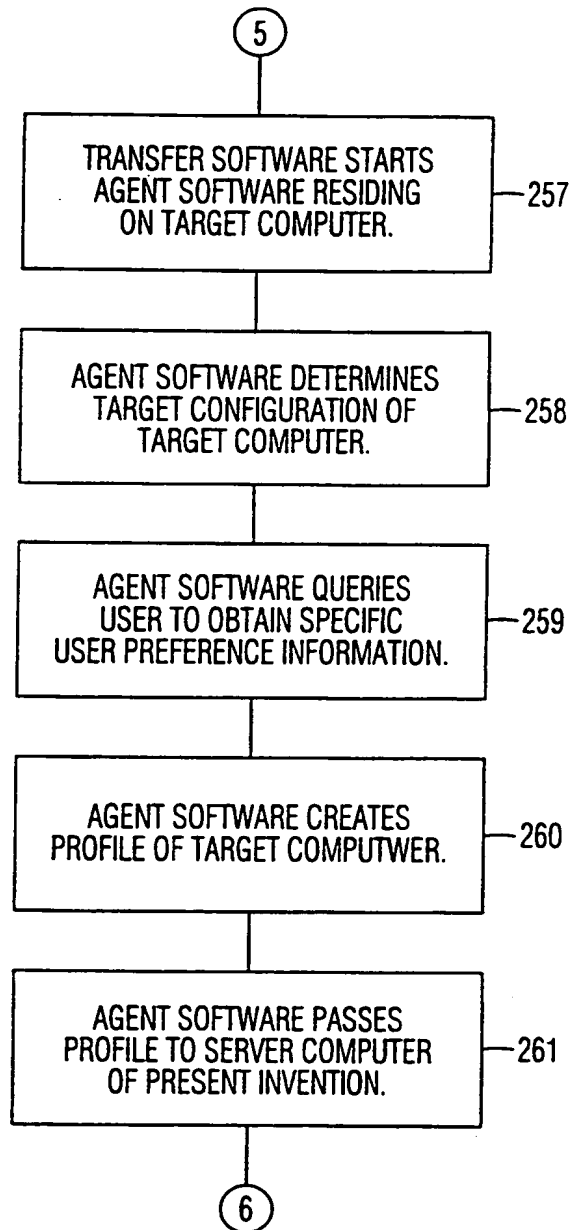 5
TRANSFER SOFTWARE STARTS
AGENT SOFTWARE RESIDING
ON TARGET COMPUTER.
257
AGENT SOFTWARE DETERMINES
TARGET CONFIGURATION OF
TARGET COMPUTER.
258
AGENT SOFTWARE QUERIES
USER TO OBTAIN SPECIFIC
USER PREFERENCE INFORMATION.
259
AGENT SOFTWARE CREATES
PROFILE OF TARGET COMPUTWER.
260
AGENT SOFTWARE PASSES
PROFILE TO SERVER COMPUTER
OF PRESENT INVENTION.
261
6